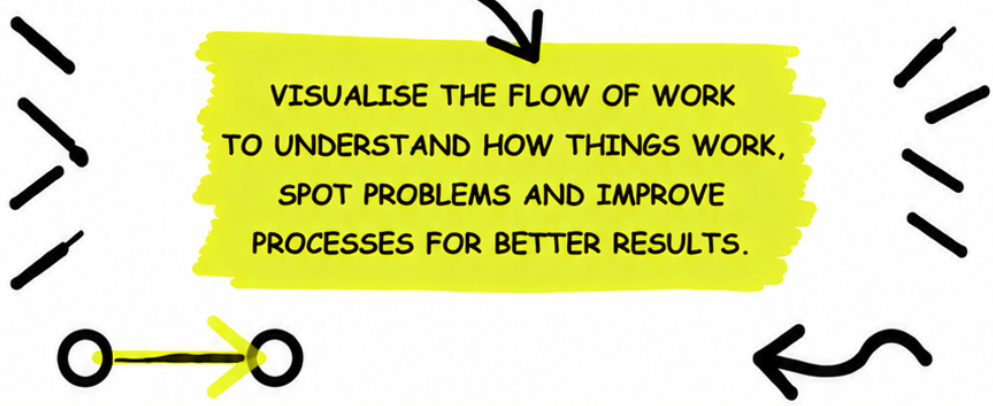 VISUALISE THE FLOW OF WORK
TO UNDERSTAND HOW THINGS WORK,
SPOT PROBLEMS AND IMPROVE
PROCESSES FOR BETTER RESULTS.